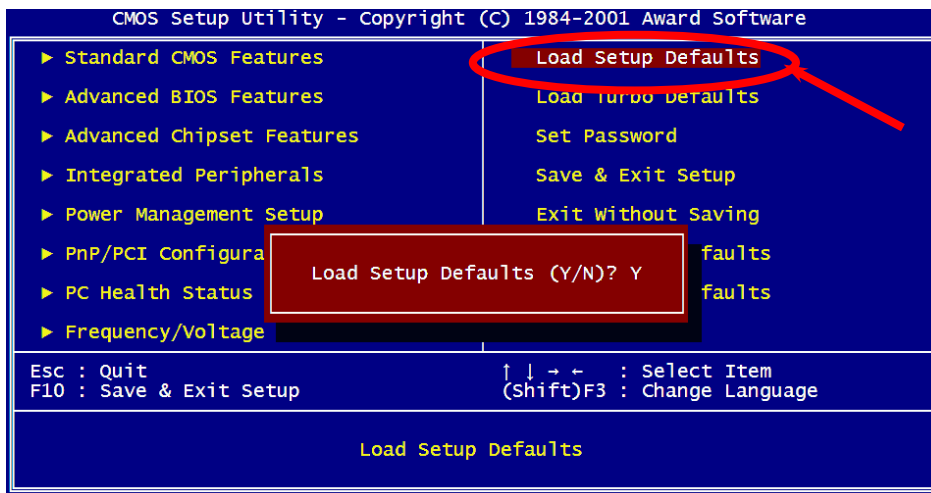 CMOS Setup Utility - Copyright (C) 1984-2001 Award Software
► Standard CMOS Features
► Advanced BIOS Features
► Advanced Chipset Features
► Integrated Peripherals
► Power Management Setup
► PnP/PCI Configura
► PC Health Status
► Frequency/Voltage
Load Setup Defaults
Load Turbo Defaults
Set Password
Save & Exit Setup
Exit Without Saving
faults
faults
Load Setup Defaults (Y/N)? Y
Esc : Quit
F10 : Save & Exit Setup
↑ ↓ → ← : Select Item
(Shift)F3 : Change Language
Load Setup Defaults